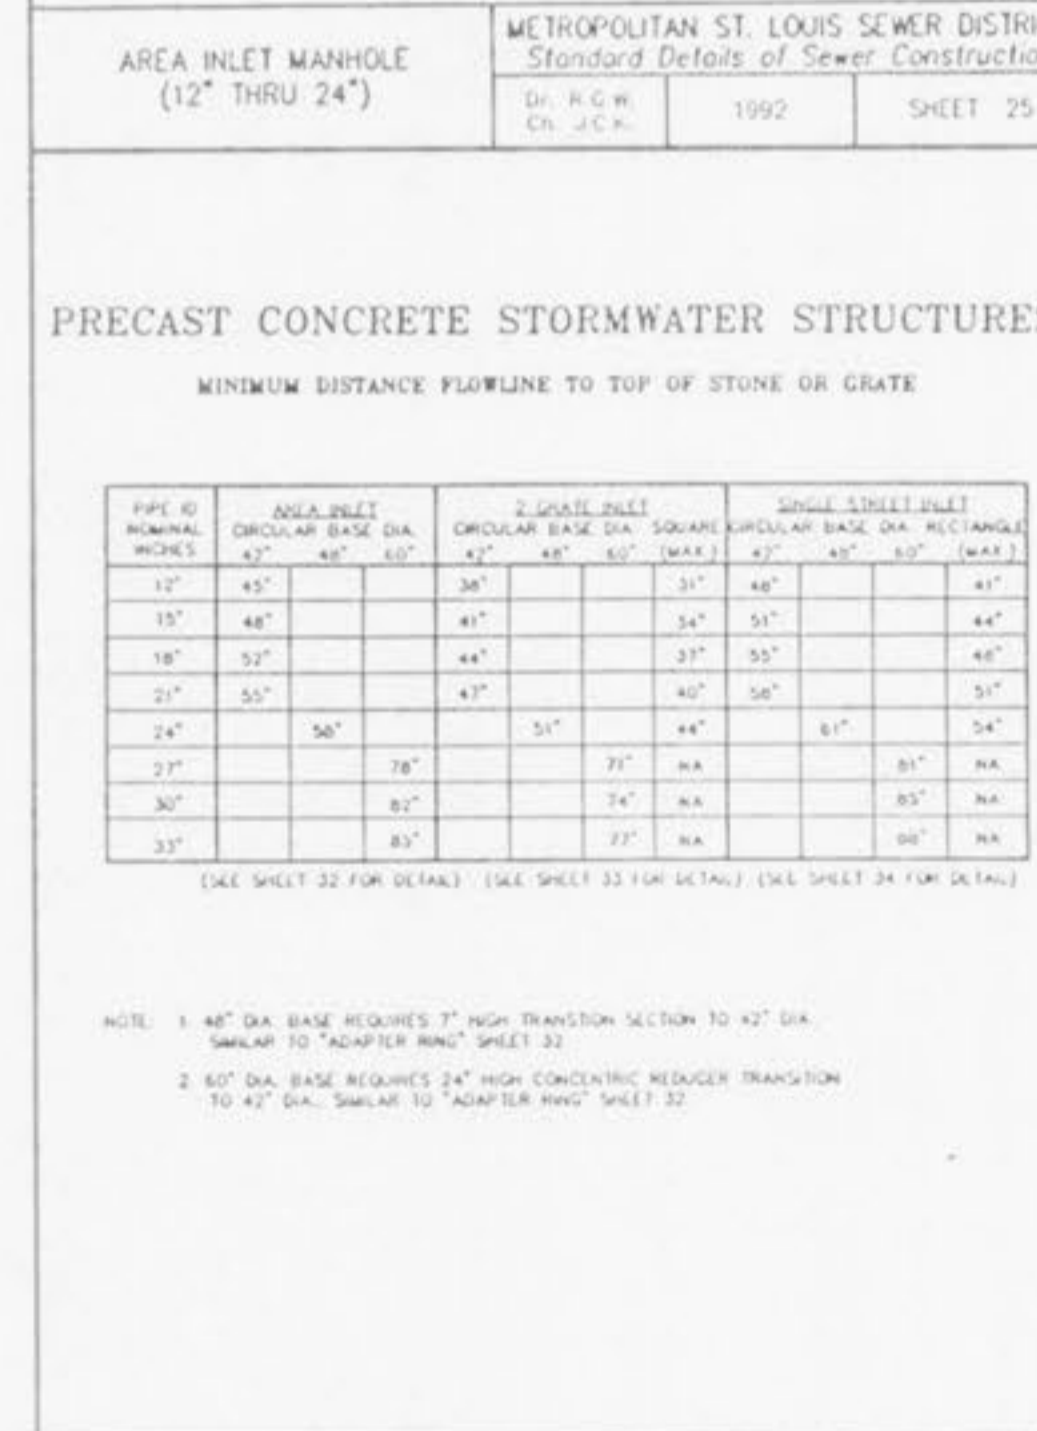 AREA INLET MANHOLE
(12" THRU 24")
METROPOLITAN ST. LOUIS SEWER DISTRI
Standard Details of Sewer Constructio
Dr. R.G.W.
Ch. J.C.K.
1992
SHEET 25
PRECAST CONCRETE STORMWATER STRUCTURES
MINIMUM DISTANCE FLOWLINE TO TOP OF STONE OR GRATE
PIPE ID AREA INLET 2 GRATE INLET SINGLE STREET INLET
NOMINAL CIRCULAR BASE DIA. CIRCULAR BASE DIA. SQUARE CIRCULAR BASE DIA. RECTANGLE
INCHES 42" 48" 60" 42" 48" 60" (MAX.) 42" 48" 60" (MAX.)
12" 45" 38" 31" 48" 41"
15" 48" 41" 34" 51" 44"
18" 52" 44" 37" 55" 48"
21" 55" 47" 40" 58" 51"
24" 58" 51" 44" 61" 54"
27" 78" 71" NA 81" NA
30" 82" 74" NA 85" NA
33" 85" 77" NA NA
(SEE SHEET 32 FOR DETAIL) (SEE SHEET 33 FOR DETAIL) (SEE SHEET 34 FOR DETAIL)
NOTE: 1. 48" DIA. BASE REQUIRES 7" HIGH TRANSTION SECTION TO 42" DIA.
SIMILAR TO "ADAPTER RING" SHEET 32
2. 60" DIA. BASE REQUIRES 24" HIGH CONCENTRIC REDUCER TRANSITION
TO 42" DIA., SIMILAR TO "ADAPTER RING" SHEET 32